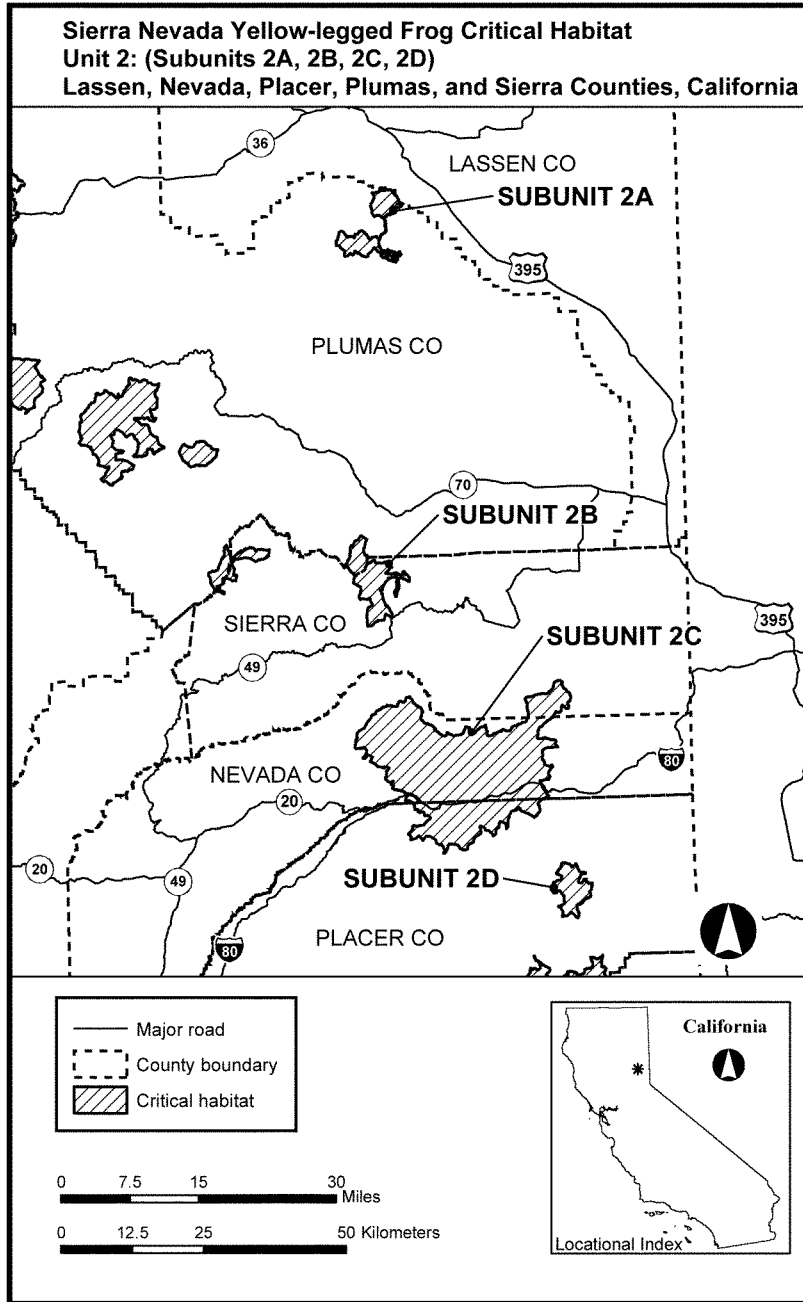 Sierra Nevada Yellow-legged Frog Critical Habitat
Unit 2: (Subunits 2A, 2B, 2C, 2D)
Lassen, Nevada, Placer, Plumas, and Sierra Counties, California
36
LASSEN CO
SUBUNIT 2A
395
PLUMAS CO
70
SUBUNIT 2B
SIERRA CO
395
SUBUNIT 2C
49
80
NEVADA CO
20
20
49
SUBUNIT 2D
PLACER CO
80
Major road
County boundary
Critical habitat
0 7.5 15 30
Miles
0 12.5 25 50 Kilometers
California
Locational Index